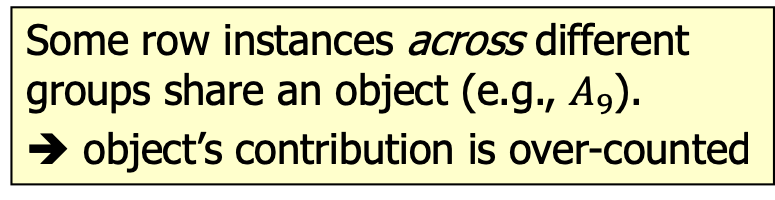 Some row instances across different
groups share an object (e.g., A₉).
➔ object's contribution is over-counted